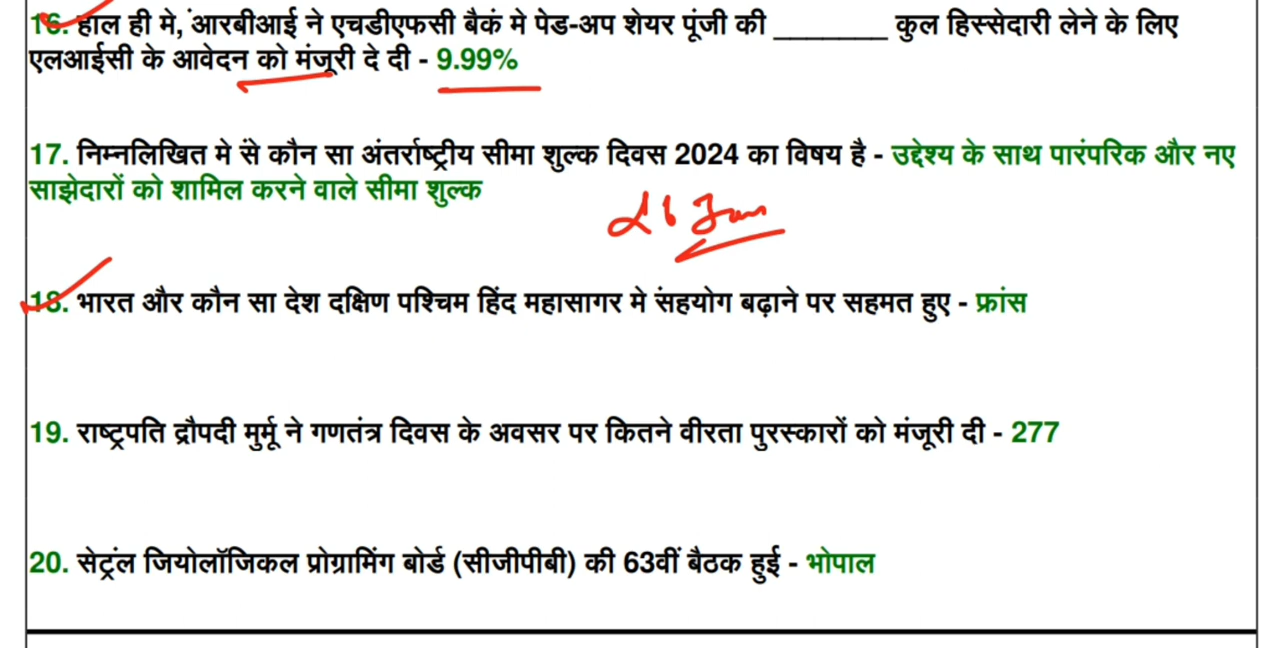 16. हाल ही मे, ंआरबीआई ने एचडीएफसी बैकं मे पेड-अप शेयर पूंजी की _______ कुल हिस्सेदारी लेने के लिए
एलआईसी के आवेदन को मंजूरी दे दी - 9.99%
17. निम्नलिखित मे सें कौन सा अंतर्राष्ट्रीय सीमा शुल्क दिवस 2024 का विषय है - उद्देश्य के साथ पारंपरिक और नए
साझेदारों को शामिल करने वाले सीमा शुल्क
26 Jan
18. भारत और कौन सा देश दक्षिण पश्चिम हिंद महासागर मे संहयोग बढ़ाने पर सहमत हुए - फ्रांस
19. राष्ट्रपति द्रौपदी मुर्मू ने गणतंत्र दिवस के अवसर पर कितने वीरता पुरस्कारों को मंजूरी दी - 277
20. सेट्रंल जियोलॉजिकल प्रोग्रामिंग बोर्ड (सीजीपीबी) की 63वीं बैठक हुई - भोपाल